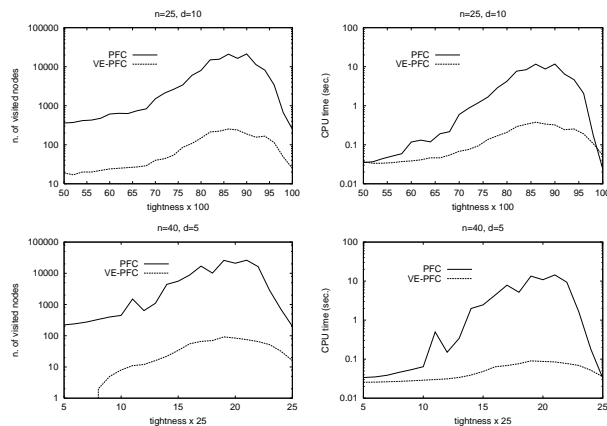 n=25, d=10
n. of visited nodes
100000
10000
1000
100
10
PFC
VE-PFC
50 55 60 65 70 75 80 85 90 95 100
tightness x 100
n=25, d=10
CPU time (sec.)
100
10
1
0.1
0.01
PFC
VE-PFC
50 55 60 65 70 75 80 85 90 95 100
tightness x 100
n=40, d=5
n. of visited nodes
100000
10000
1000
100
10
1
PFC
VE-PFC
5 10 15 20 25
tightness x 25
n=40, d=5
CPU time (sec.)
100
10
1
0.1
0.01
PFC
VE-PFC
5 10 15 20 25
tightness x 25